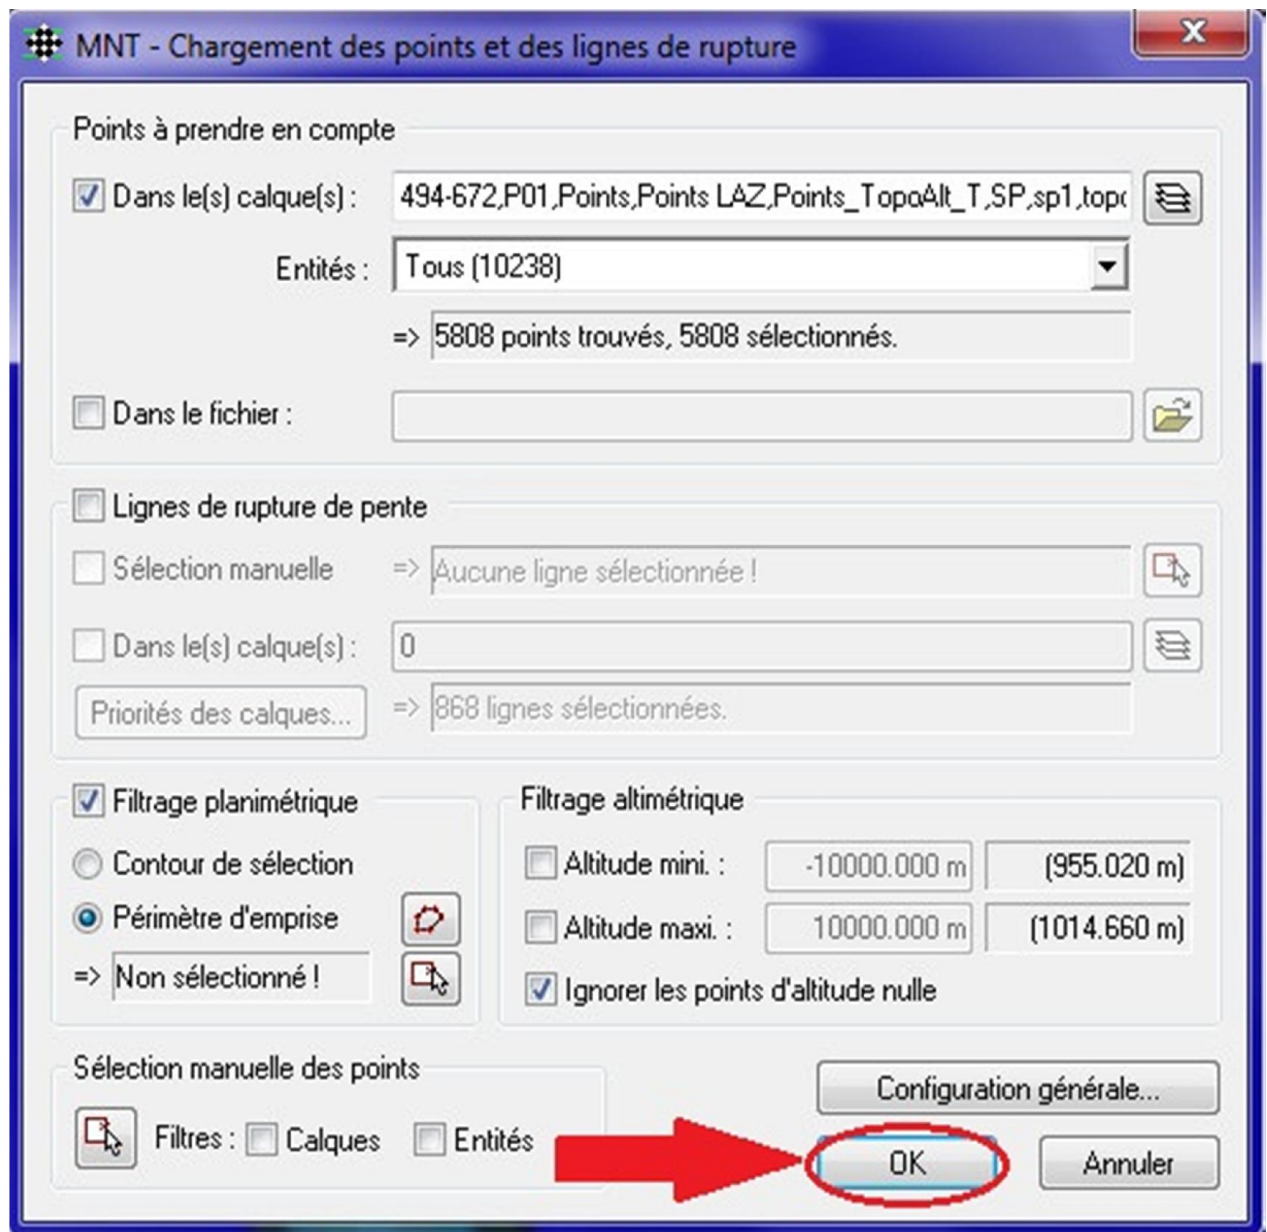 MNT - Chargement des points et des lignes de rupture
Points à prendre en compte
Dans le(s) calque(s) : 494-672,P01,Points,Points LAZ,Points_TopoAlt_T,SP,sp1,topo
Entités : Tous (10238)
=> 5808 points trouvés, 5808 sélectionnés.
Dans le fichier :
Lignes de rupture de pente
Sélection manuelle => Aucune ligne sélectionnée !
Dans le(s) calque(s) : 0
Priorités des calques... => 868 lignes sélectionnées.
Filtrage planimétrique
Contour de sélection
Périmètre d'emprise
=> Non sélectionné !
Filtrage altimétrique
Altitude mini. : -10000.000 m (955.020 m)
Altitude maxi. : 10000.000 m (1014.660 m)
Ignorer les points d'altitude nulle
Sélection manuelle des points
Filtres : Calques Entités
Configuration générale...
OK Annuler